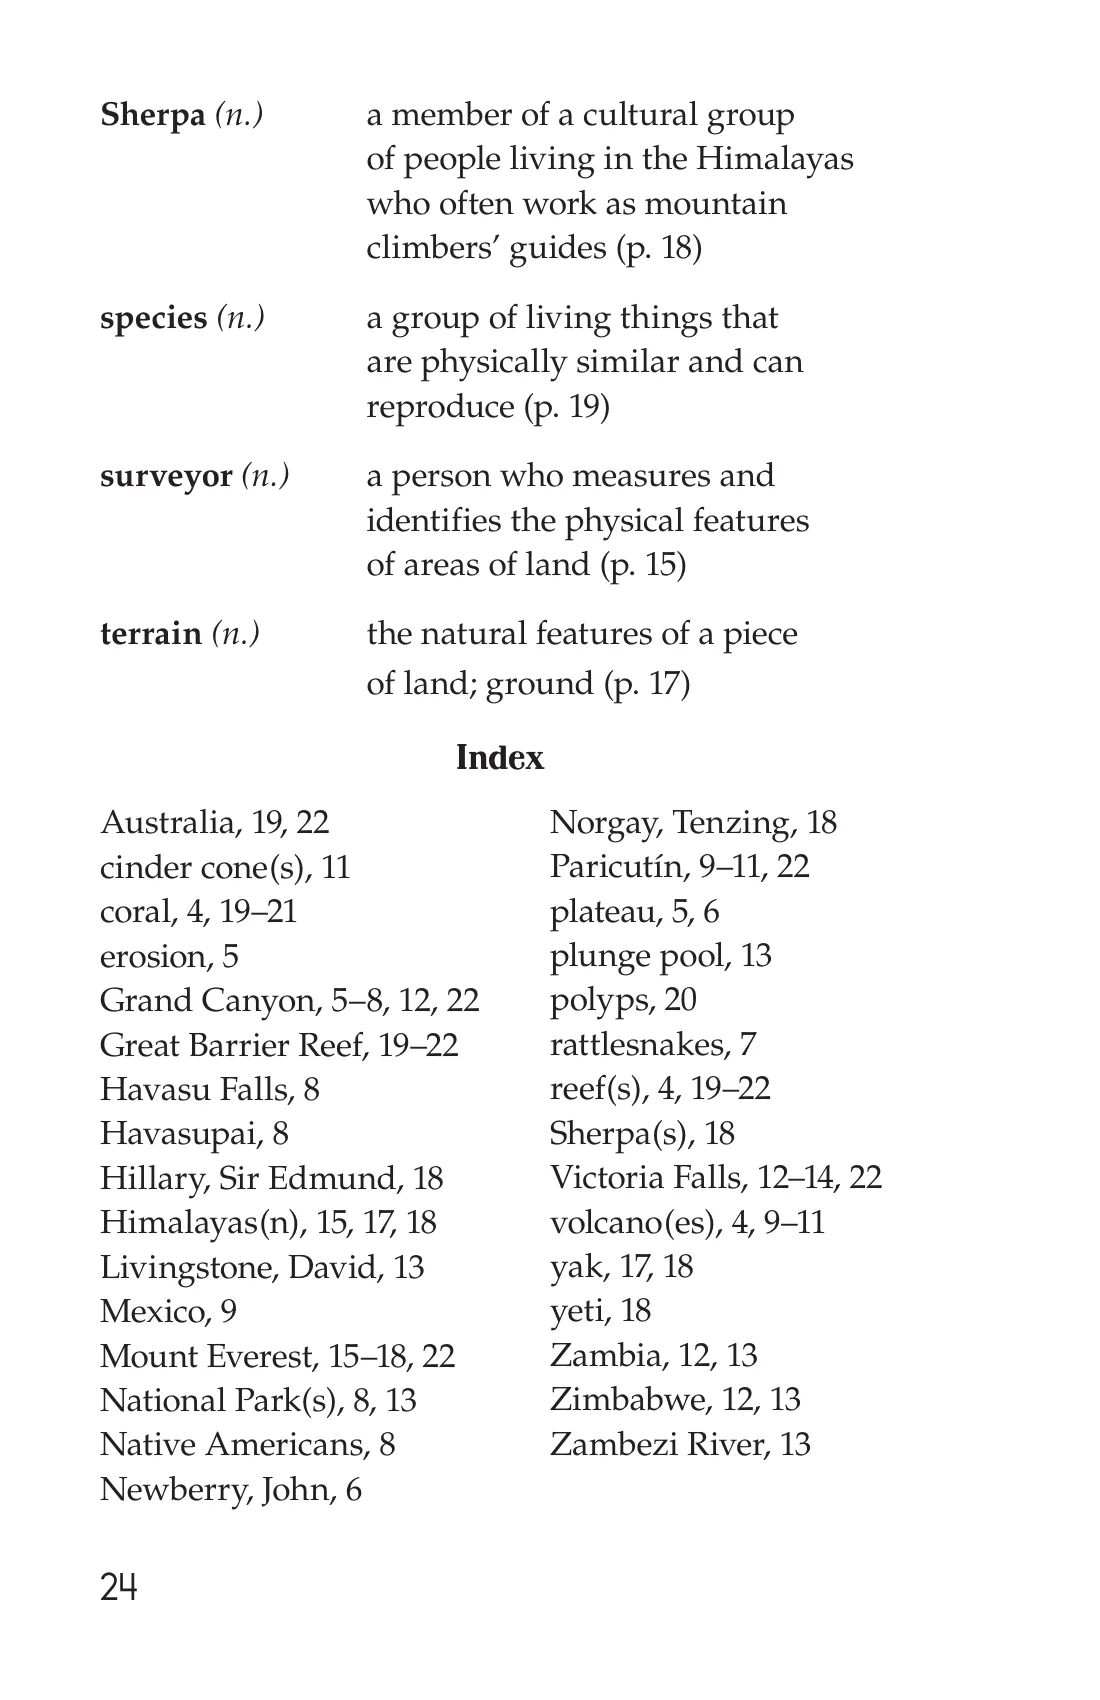 Sherpa (n.) a member of a cultural group
of people living in the Himalayas
who often work as mountain
climbers’ guides (p. 18)
species (n.) a group of living things that
are physically similar and can
reproduce (p. 19)
surveyor (n.) a person who measures and
identifies the physical features
of areas of land (p. 15)
terrain (n.) the natural features of a piece
of land; ground (p. 17)
Index
Australia, 19, 22
cinder cone(s), 11
coral, 4, 19–21
erosion, 5
Grand Canyon, 5–8, 12, 22
Great Barrier Reef, 19–22
Havasu Falls, 8
Havasupai, 8
Hillary, Sir Edmund, 18
Himalayas(n), 15, 17, 18
Livingstone, David, 13
Mexico, 9
Mount Everest, 15–18, 22
National Park(s), 8, 13
Native Americans, 8
Newberry, John, 6
Norgay, Tenzing, 18
Paricutín, 9–11, 22
plateau, 5, 6
plunge pool, 13
polyps, 20
rattlesnakes, 7
reef(s), 4, 19–22
Sherpa(s), 18
Victoria Falls, 12–14, 22
volcano(es), 4, 9–11
yak, 17, 18
yeti, 18
Zambia, 12, 13
Zimbabwe, 12, 13
Zambezi River, 13
24